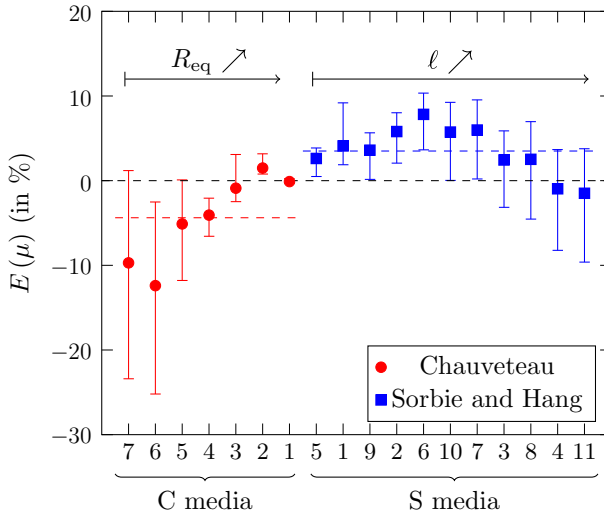 20
10
0
−10
−20
−30
E (μ) (in %)
R_eq ↗
ℓ ↗
Chauveteau
Sorbie and Hang
7 6 5 4 3 2 1 5 1 9 2 6 10 7 3 8 4 11
C media S media